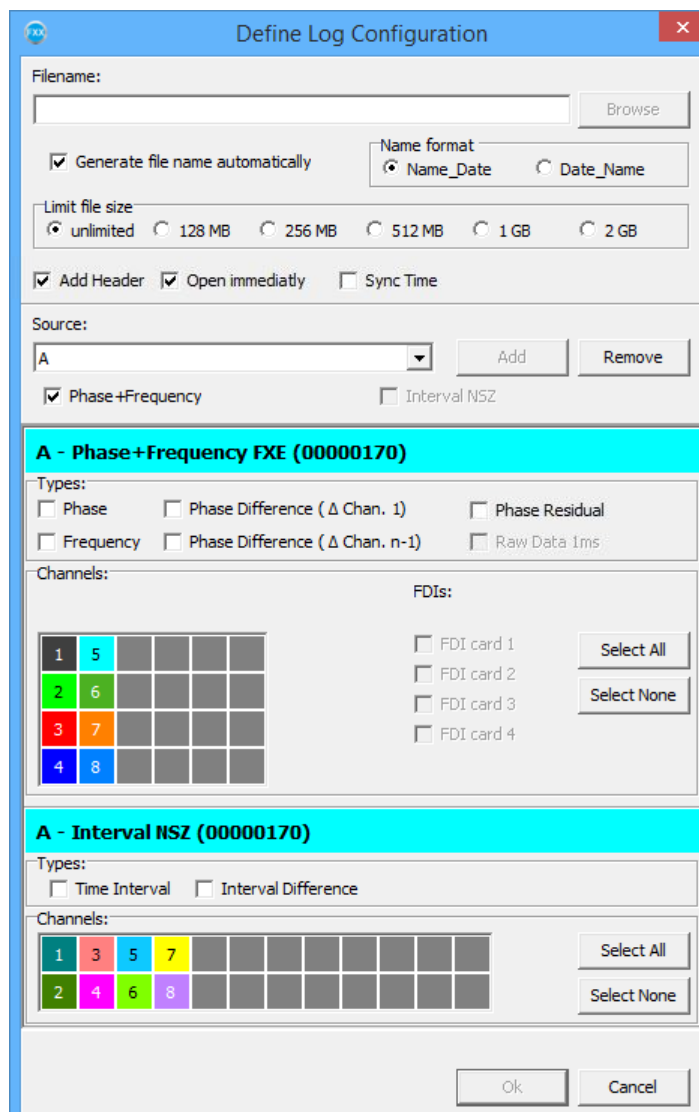 FXX
Define Log Configuration
Filename:
Browse
Generate file name automatically
Name format
Name_Date Date_Name
Limit file size
unlimited 128 MB 256 MB 512 MB 1 GB 2 GB
Add Header Open immediatly Sync Time
Source:
A Add Remove
Phase+Frequency Interval NSZ
A - Phase+Frequency FXE (00000170)
Types:
Phase Phase Difference ( Δ Chan. 1) Phase Residual
Frequency Phase Difference ( Δ Chan. n-1) Raw Data 1ms
Channels:
FDIs:
1 5 FDI card 1 Select All
2 6 FDI card 2 Select None
3 7 FDI card 3
4 8 FDI card 4
A - Interval NSZ (00000170)
Types:
Time Interval Interval Difference
Channels:
1 3 5 7 Select All
2 4 6 8 Select None
Ok Cancel